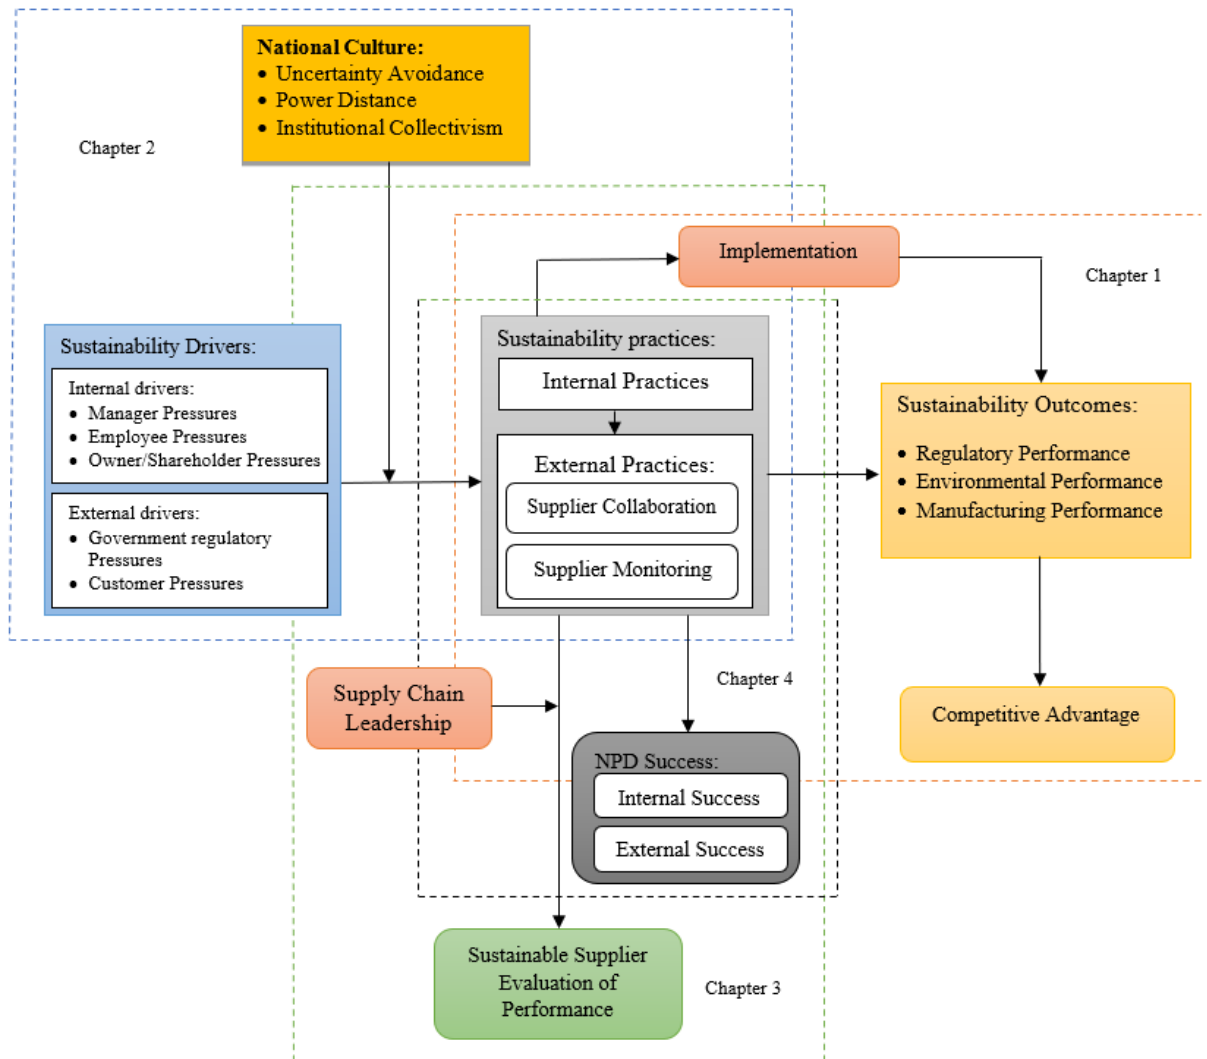 National Culture:
• Uncertainty Avoidance
• Power Distance
• Institutional Collectivism
Chapter 2
Implementation
Chapter 1
Sustainability Drivers:
Internal drivers:
• Manager Pressures
• Employee Pressures
• Owner/Shareholder Pressures
External drivers:
• Government regulatory
Pressures
• Customer Pressures
Sustainability practices:
Internal Practices
External Practices:
Supplier Collaboration
Supplier Monitoring
Sustainability Outcomes:
• Regulatory Performance
• Environmental Performance
• Manufacturing Performance
Supply Chain
Leadership
Chapter 4
Competitive Advantage
NPD Success:
Internal Success
External Success
Sustainable Supplier
Evaluation of
Performance
Chapter 3